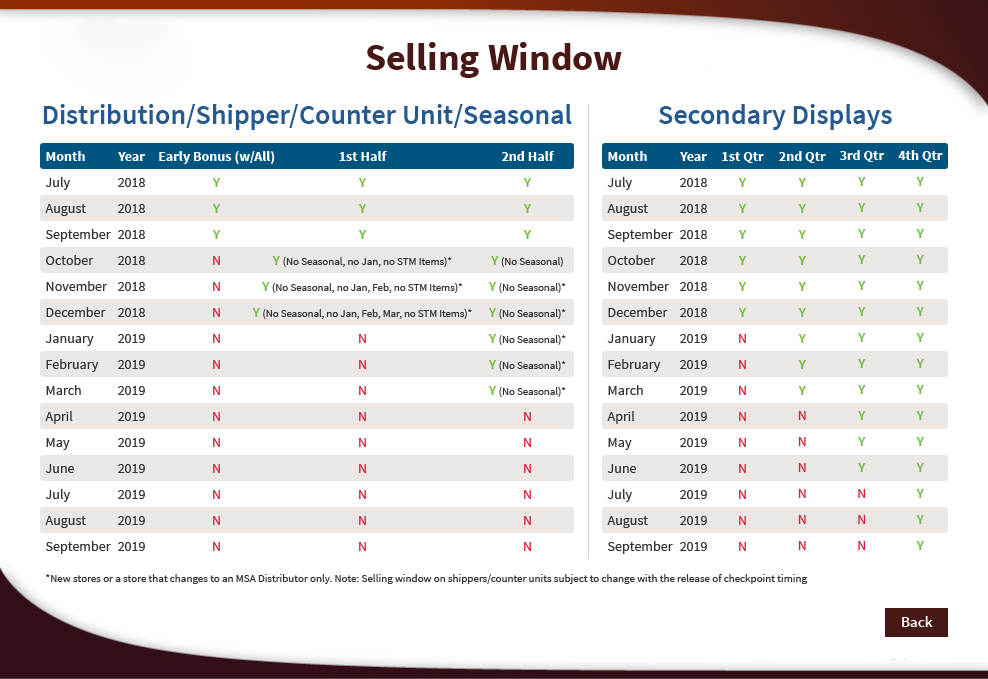 Selling Window
Distribution/Shipper/Counter Unit/Seasonal
Month Year Early Bonus (w/All) 1st Half 2nd Half
July 2018 Y Y Y
August 2018 Y Y Y
September 2018 Y Y Y
October 2018 N Y (No Seasonal, no Jan, no STM Items)* Y (No Seasonal)
November 2018 N Y (No Seasonal, no Jan, Feb, no STM Items)* Y (No Seasonal)*
December 2018 N Y (No Seasonal, no Jan, Feb, Mar, no STM Items)* Y (No Seasonal)*
January 2019 N N Y (No Seasonal)*
February 2019 N N Y (No Seasonal)*
March 2019 N N Y (No Seasonal)*
April 2019 N N N
May 2019 N N N
June 2019 N N N
July 2019 N N N
August 2019 N N N
September 2019 N N N
Secondary Displays
Month Year 1st Qtr 2nd Qtr 3rd Qtr 4th Qtr
July 2018 Y Y Y Y
August 2018 Y Y Y Y
September 2018 Y Y Y Y
October 2018 Y Y Y Y
November 2018 Y Y Y Y
December 2018 Y Y Y Y
January 2019 N Y Y Y
February 2019 N Y Y Y
March 2019 N Y Y Y
April 2019 N N Y Y
May 2019 N N Y Y
June 2019 N N Y Y
July 2019 N N N Y
August 2019 N N N Y
September 2019 N N N Y
*New stores or a store that changes to an MSA Distributor only. Note: Selling window on shippers/counter units subject to change with the release of checkpoint timing
Back